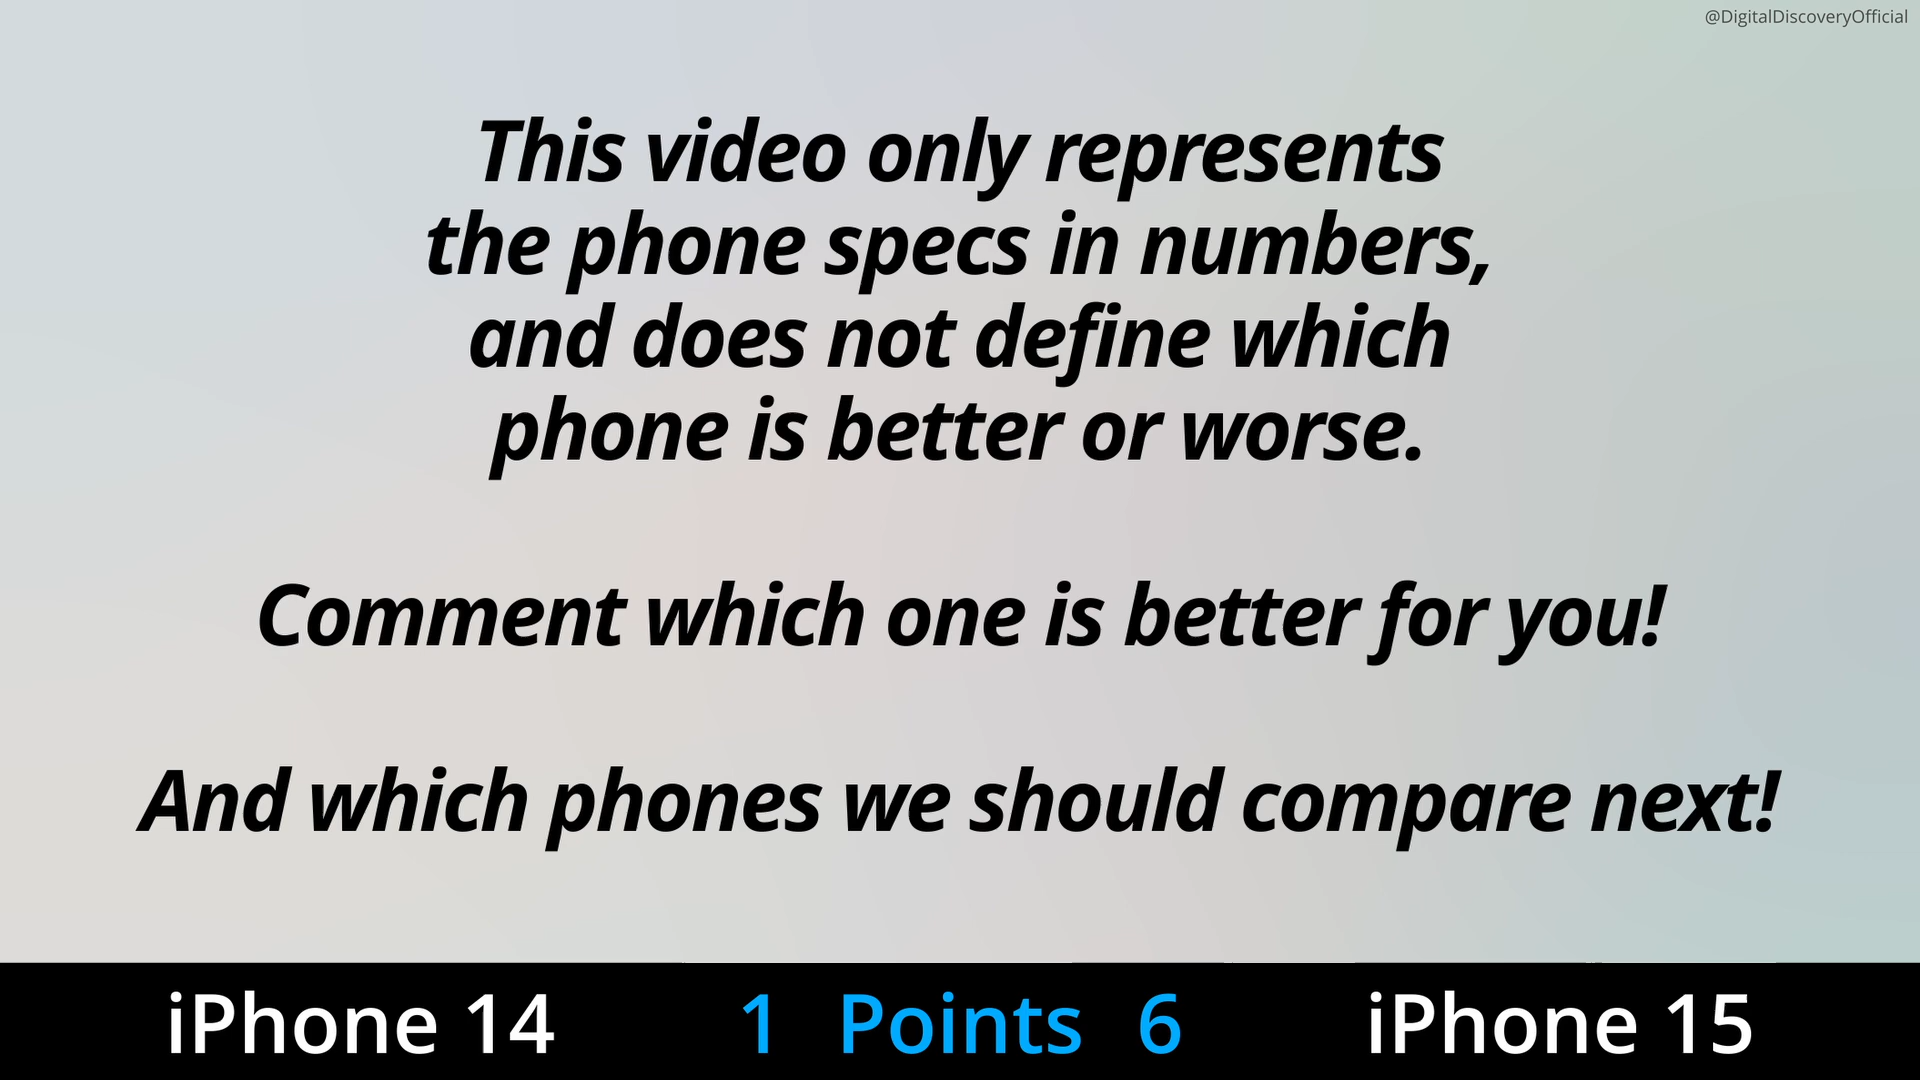 @DigitalDiscoveryOfficial
This video only represents
the phone specs in numbers,
and does not define which
phone is better or worse.
Comment which one is better for you!
And which phones we should compare next!
iPhone 14 1 Points 6 iPhone 15